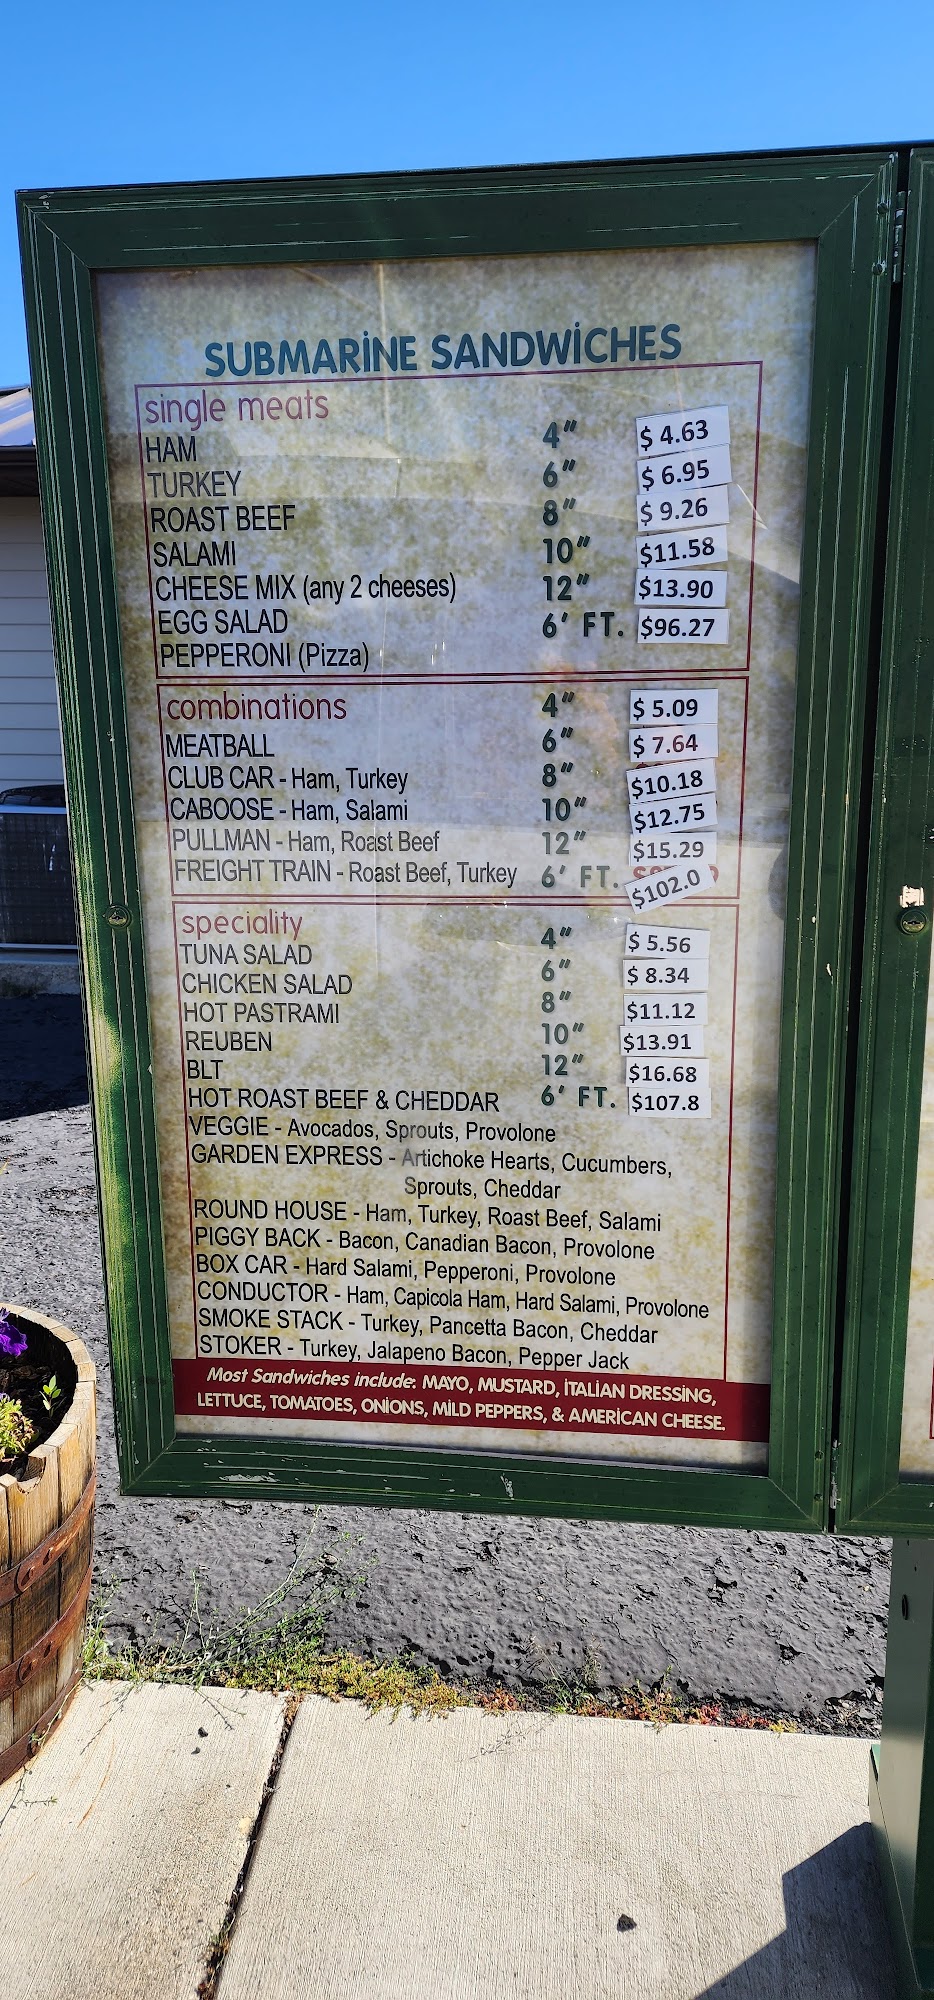 SUBMARINE SANDWICHES
single meats
HAM 4" $ 4.63
TURKEY 6" $ 6.95
ROAST BEEF 8" $ 9.26
SALAMI 10" $11.58
CHEESE MIX (any 2 cheeses) 12" $13.90
EGG SALAD 6' FT. $96.27
PEPPERONI (Pizza)
combinations 4" $ 5.09
MEATBALL 6" $ 7.64
CLUB CAR - Ham, Turkey 8" $10.18
CABOOSE - Ham, Salami 10" $12.75
PULLMAN - Ham, Roast Beef 12" $15.29
FREIGHT TRAIN - Roast Beef, Turkey 6' FT. $102.0
speciality
TUNA SALAD 4" $ 5.56
CHICKEN SALAD 6" $ 8.34
HOT PASTRAMI 8" $11.12
REUBEN 10" $13.91
BLT 12" $16.68
HOT ROAST BEEF & CHEDDAR 6' FT. $107.8
VEGGIE - Avocados, Sprouts, Provolone
GARDEN EXPRESS - Artichoke Hearts, Cucumbers,
Sprouts, Cheddar
ROUND HOUSE - Ham, Turkey, Roast Beef, Salami
PIGGY BACK - Bacon, Canadian Bacon, Provolone
BOX CAR - Hard Salami, Pepperoni, Provolone
CONDUCTOR - Ham, Capicola Ham, Hard Salami, Provolone
SMOKE STACK - Turkey, Pancetta Bacon, Cheddar
STOKER - Turkey, Jalapeno Bacon, Pepper Jack
Most Sandwiches include: MAYO, MUSTARD, ITALIAN DRESSING,
LETTUCE, TOMATOES, ONIONS, MILD PEPPERS, & AMERICAN CHEESE.